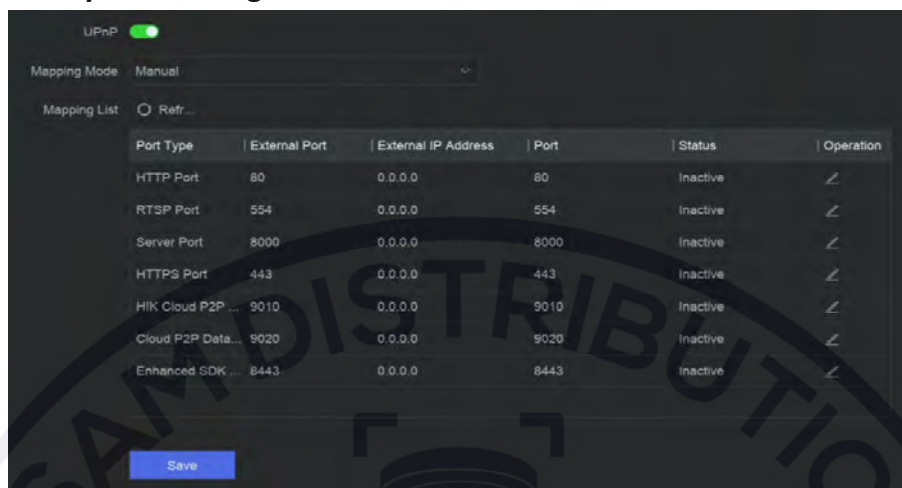 UPnP
Mapping Mode Manual
Mapping List Refr...
Port Type External Port External IP Address Port Status Operation
HTTP Port 80 0.0.0.0 80 Inactive
RTSP Port 554 0.0.0.0 554 Inactive
Server Port 8000 0.0.0.0 8000 Inactive
HTTPS Port 443 0.0.0.0 443 Inactive
HIK Cloud P2P ... 9010 0.0.0.0 9010 Inactive
Cloud P2P Data... 9020 0.0.0.0 9020 Inactive
Enhanced SDK ... 8443 0.0.0.0 8443 Inactive
SAM DISTRIBUTIO
Save